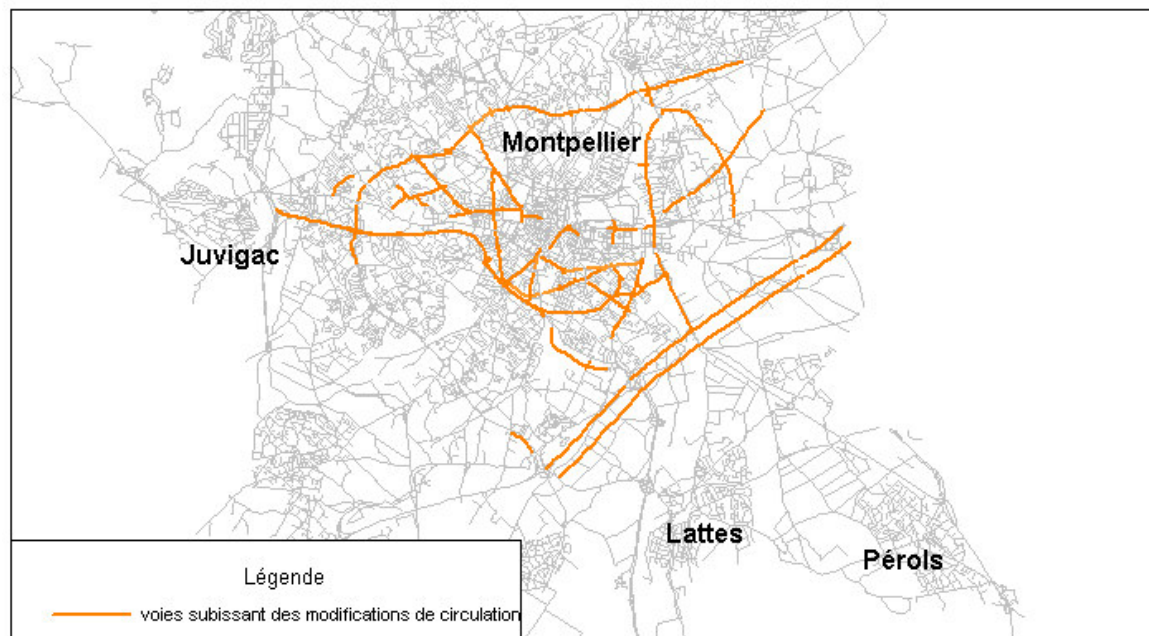 Montpellier
Juvigac
Lattes
Pérols
Légende
voies subissant des modifications de circulation